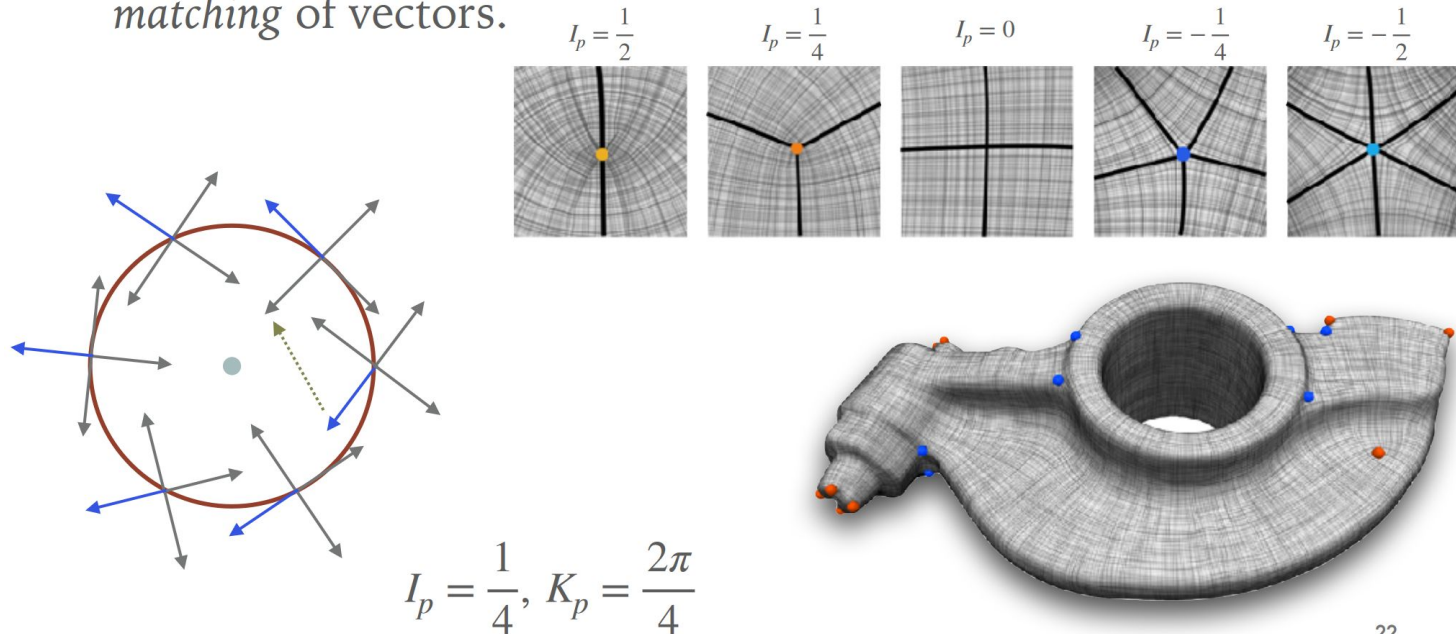 matching of vectors.
I_p = 1/2
I_p = 1/4
I_p = 0
I_p = - 1/4
I_p = - 1/2
I_p = 1/4, K_p = 2π/4